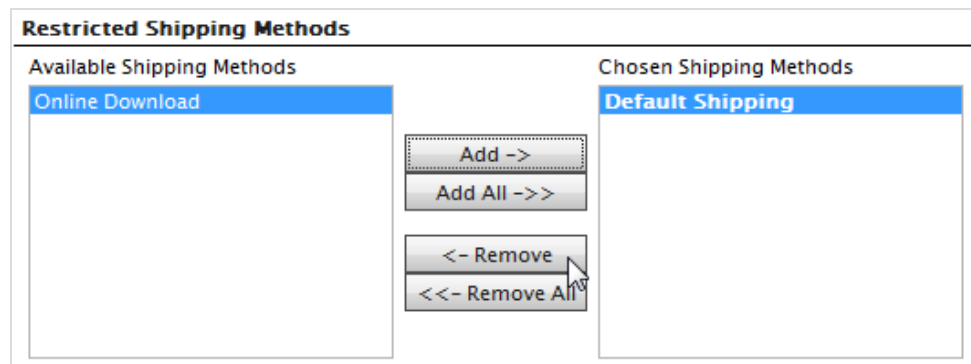 Restricted Shipping Methods
Available Shipping Methods
Chosen Shipping Methods
Online Download
Default Shipping
Add ->
Add All ->>
<- Remove
<<- Remove All